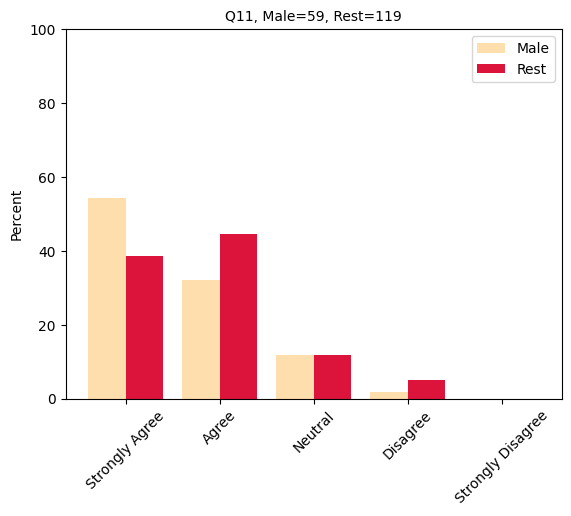 Q11, Male=59, Rest=119
100
80
60
40
20
0
Percent
Male
Rest
Strongly Agree
Agree
Neutral
Disagree
Strongly Disagree